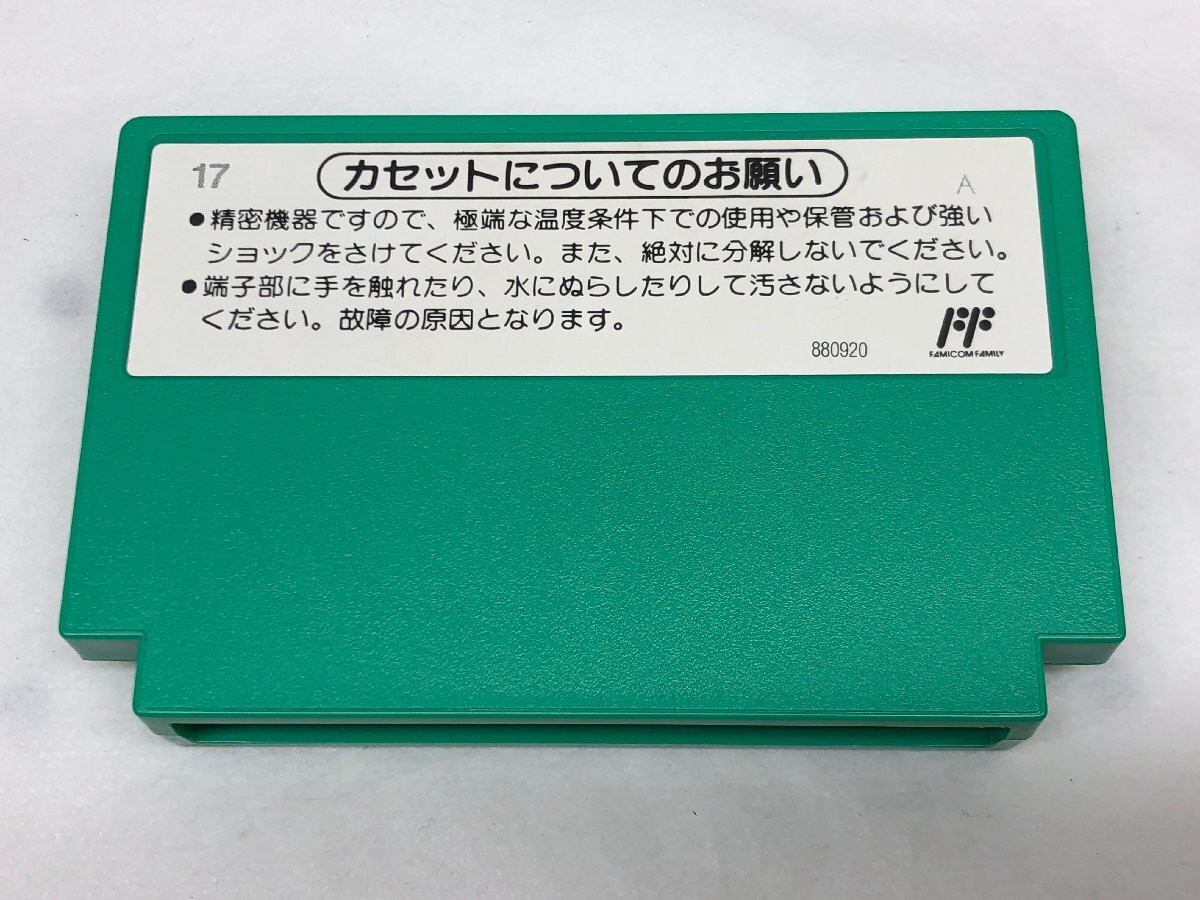 17
カセットについてのお願い
A
●精密機器ですので、極端な温度条件下での使用や保管および強い
ショックをさけてください。また、絶対に分解しないでください。
●端子部に手を触れたり、水にぬらしたりして汚さないようにして
ください。故障の原因となります。
880920
FAMICOM FAMILY